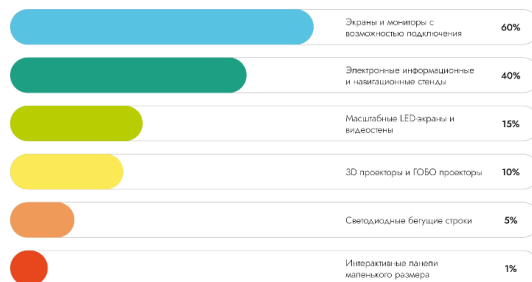 Экраны и мониторы с
возможностью подключения
60%
Электронные информационные
и навигационные стенды
40%
Масштабные LED-экраны и
видеостены
15%
3D проекторы и ГОБО проекторы
10%
Светодиодные бегущие строки
5%
Интерактивные панели
маленького размера
1%